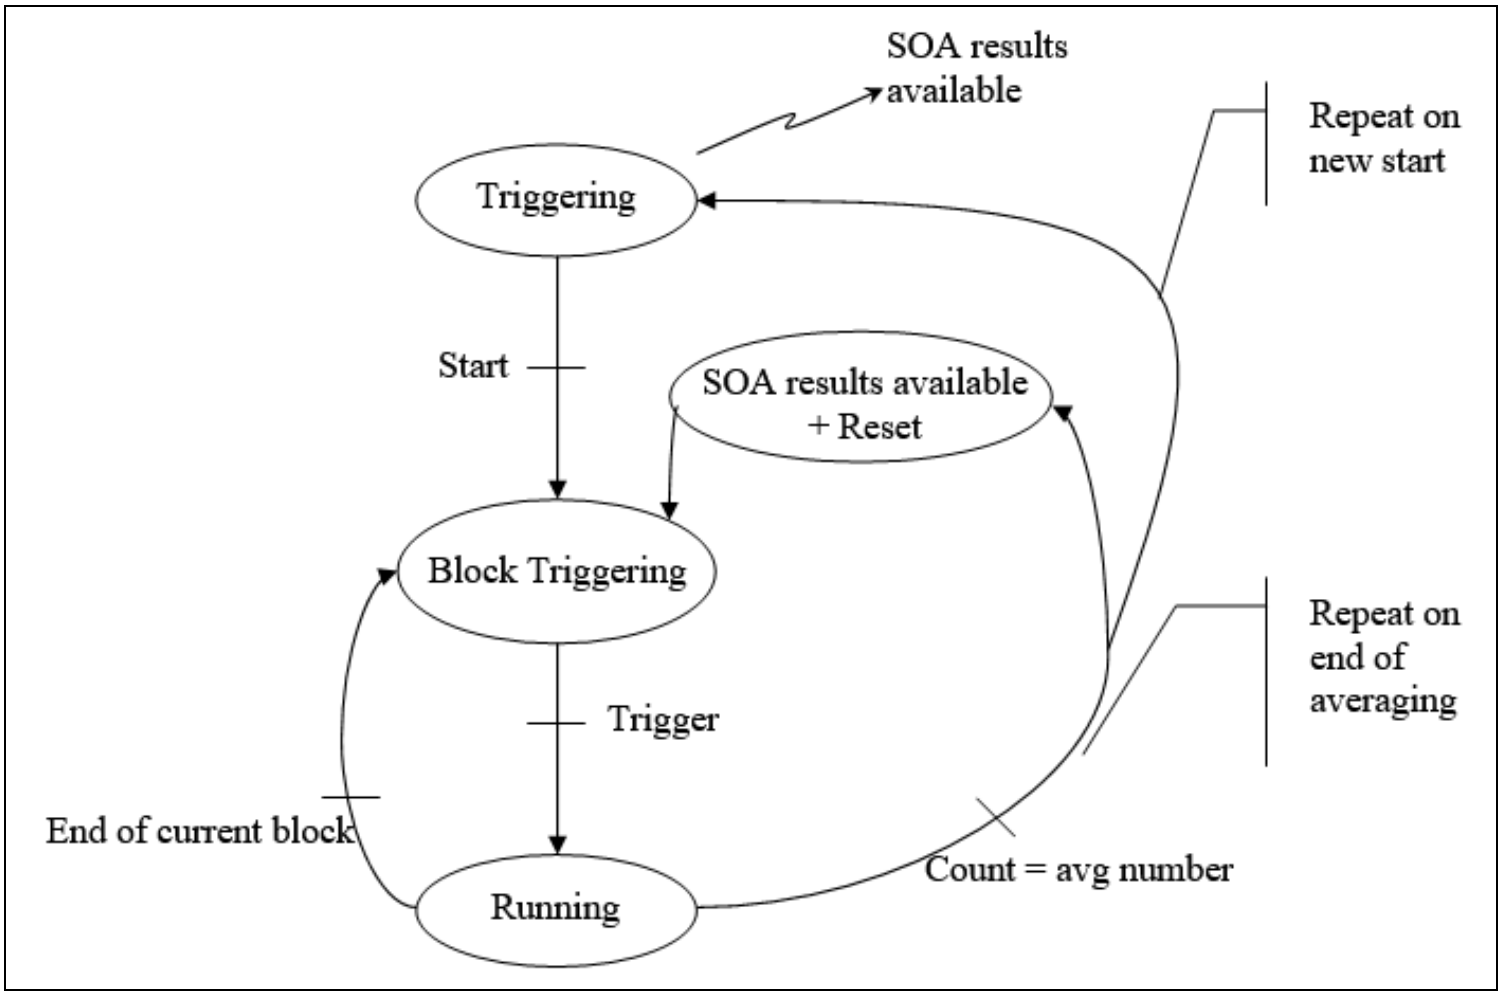 SOA results
available
Repeat on
new start
Triggering
Start
SOA results available
+ Reset
Block Triggering
Repeat on
end of
averaging
Trigger
End of current block
Count = avg number
Running